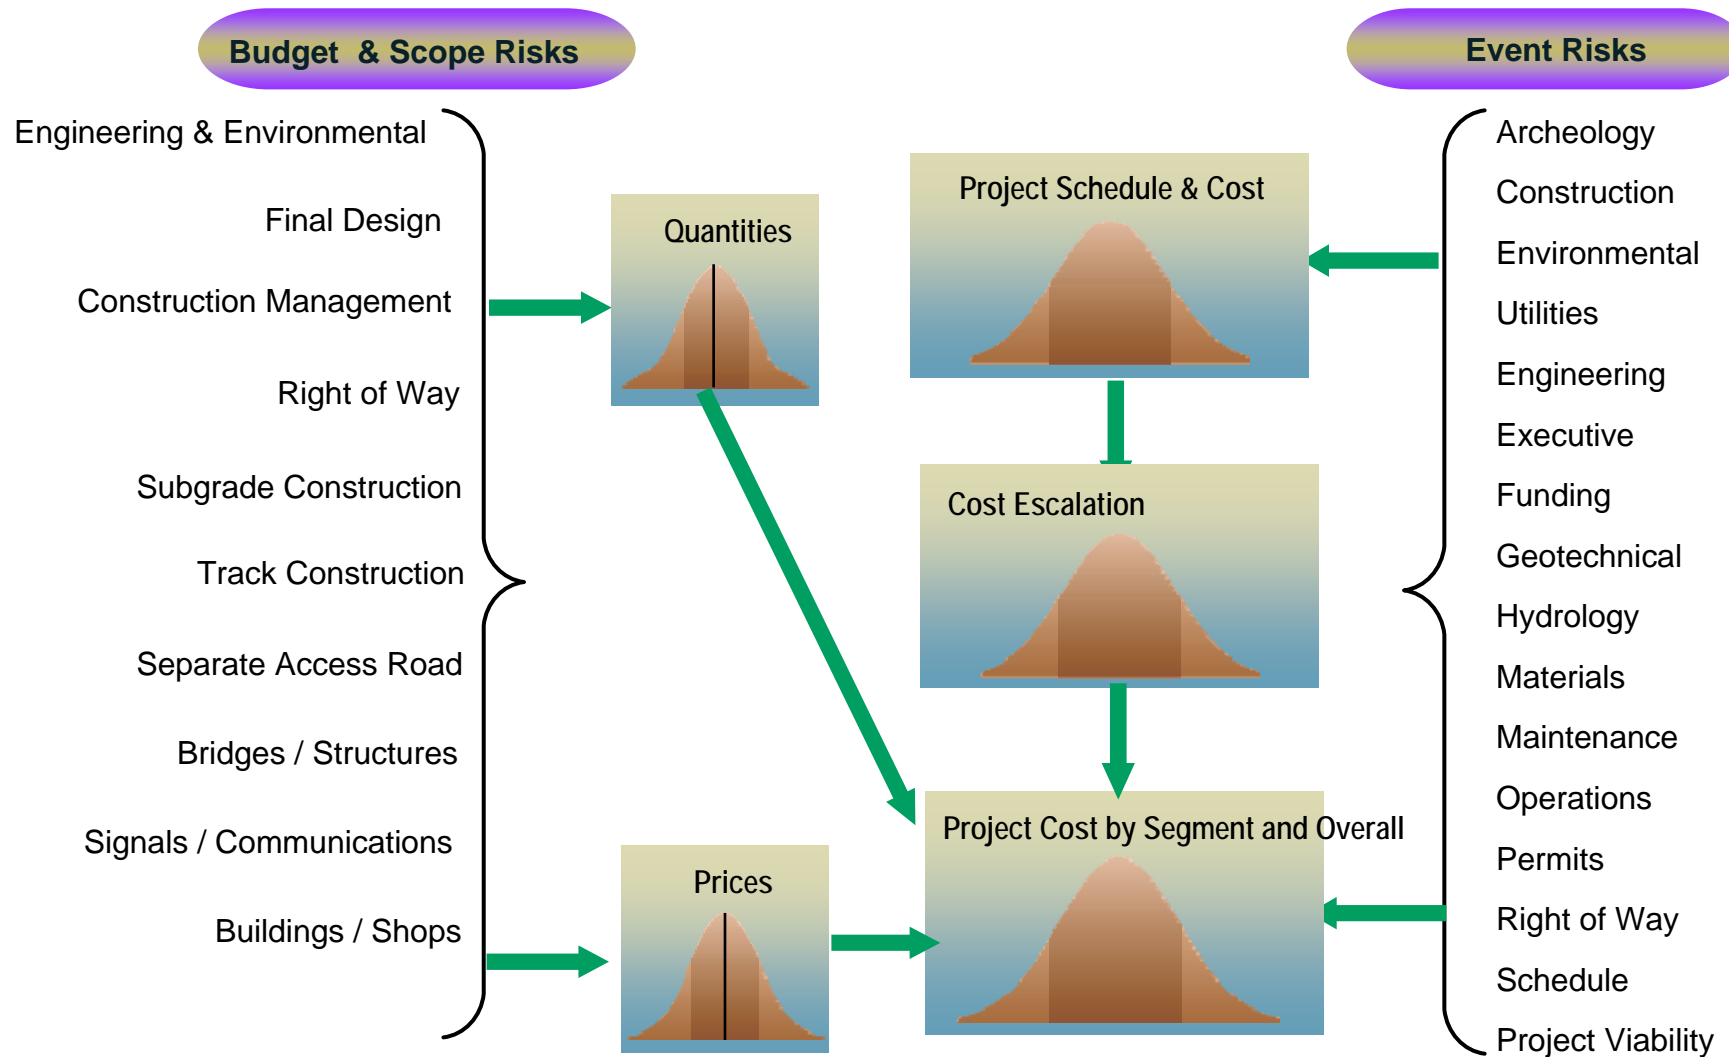 Budget & Scope Risks
Event Risks
Engineering & Environmental
Final Design
Construction Management
Right of Way
Subgrade Construction
Track Construction
Separate Access Road
Bridges / Structures
Signals / Communications
Buildings / Shops
Quantities
Prices
Project Schedule & Cost
Cost Escalation
Project Cost by Segment and Overall
Archeology
Construction
Environmental
Utilities
Engineering
Executive
Funding
Geotechnical
Hydrology
Materials
Maintenance
Operations
Permits
Right of Way
Schedule
Project Viability